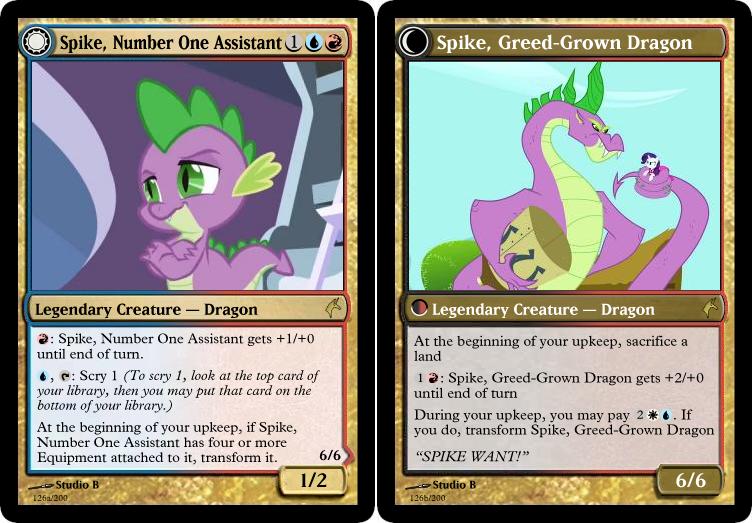 Spike, Number One Assistant 1
Legendary Creature — Dragon
: Spike, Number One Assistant gets +1/+0
until end of turn.
, : Scry 1 (To scry 1, look at the top card of
your library, then you may put that card on the
bottom of your library.)
At the beginning of your upkeep, if Spike,
Number One Assistant has four or more
Equipment attached to it, transform it.
6/6
1/2
Studio B
126a/200
Spike, Greed-Grown Dragon
Legendary Creature — Dragon
At the beginning of your upkeep, sacrifice a
land
1 : Spike, Greed-Grown Dragon gets +2/+0
until end of turn
During your upkeep, you may pay 2 . If
you do, transform Spike, Greed-Grown Dragon
“SPIKE WANT!”
6/6
Studio B
126b/200